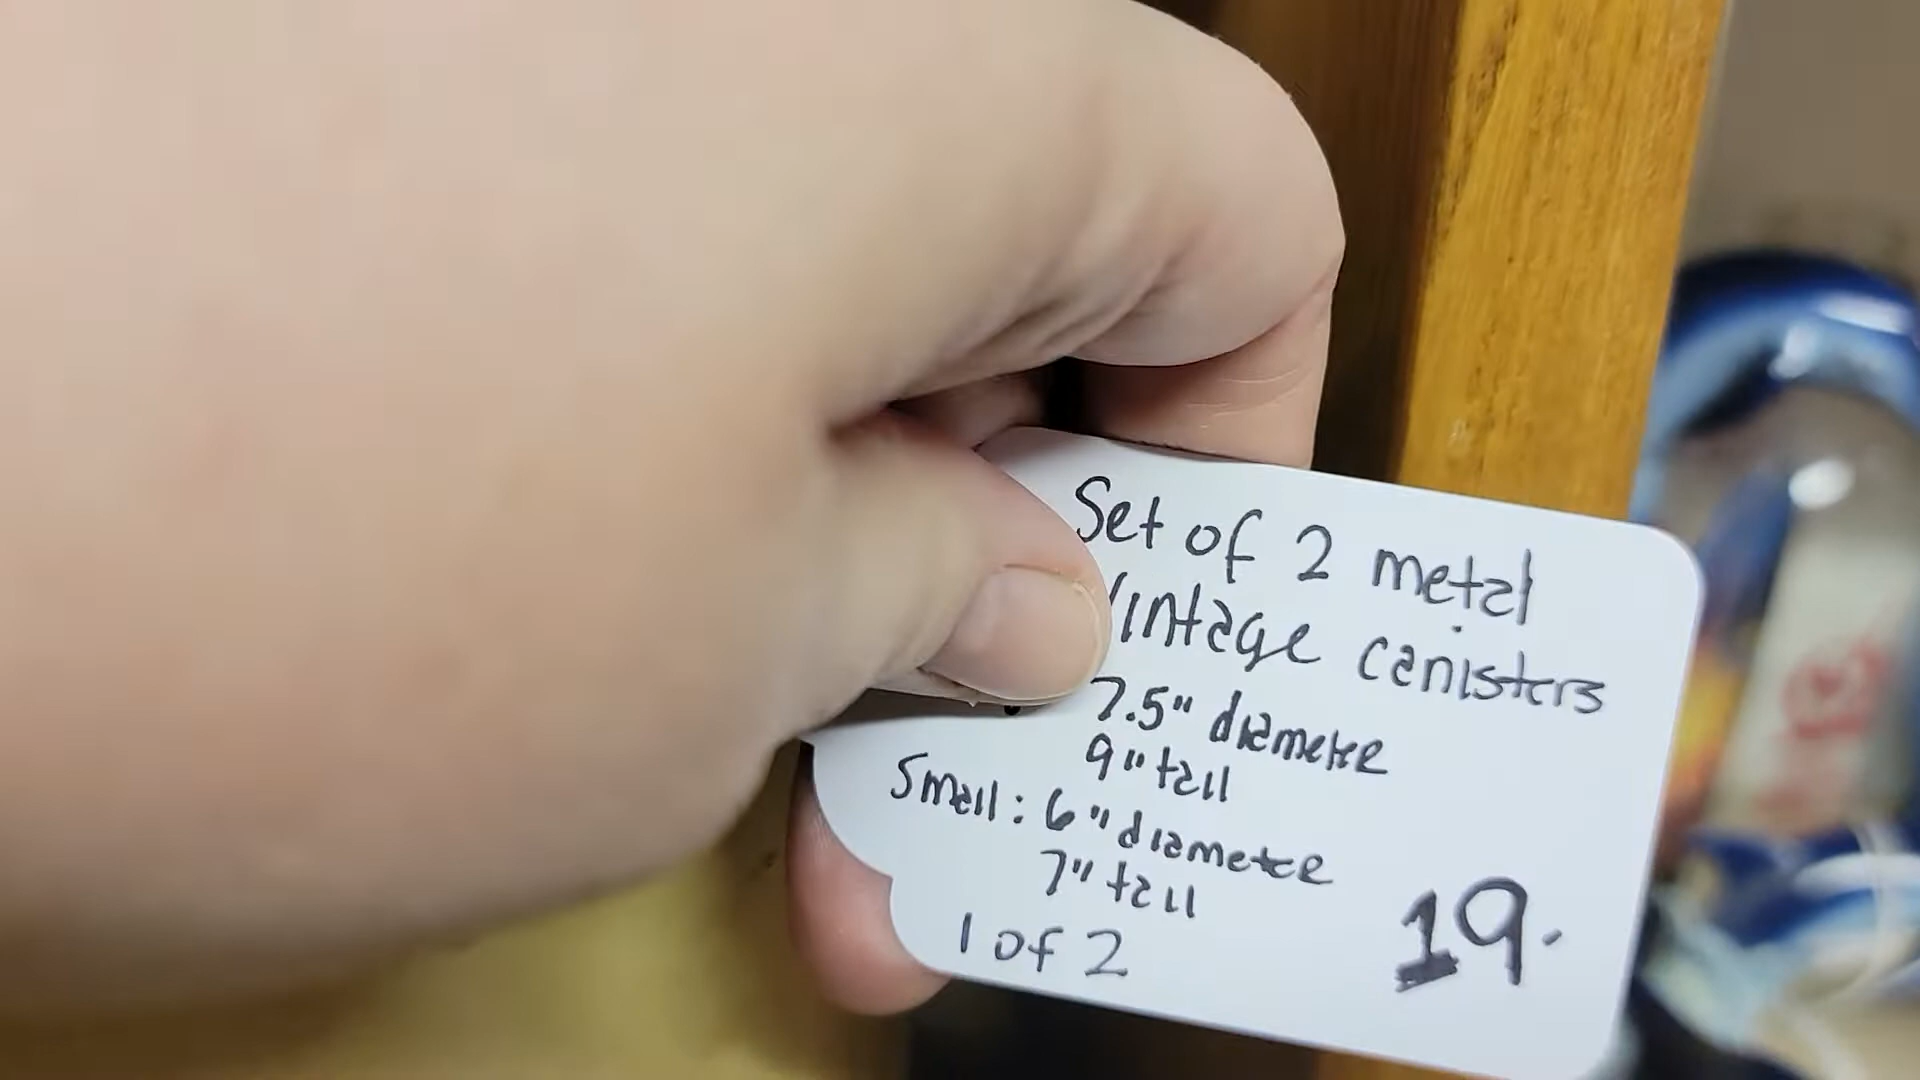 Set of 2 metal
Vintage canisters
7.5" diameter
9" tall
Small: 6" diameter
7" tall
1 of 2
19.